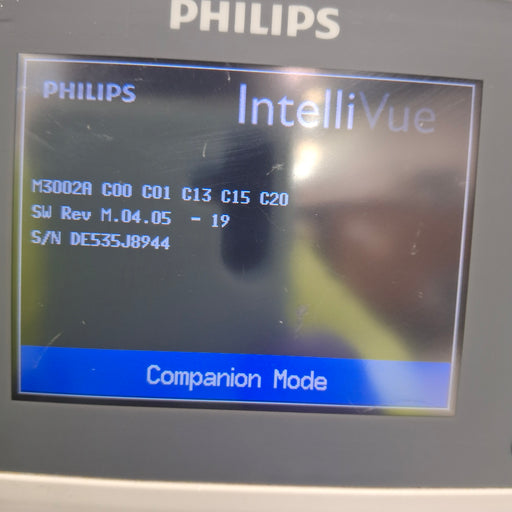 PHILIPS
PHILIPS
IntelliVue
M3002A C00 C01 C13 C15 C20
SW Rev M.04.05 - 19
S/N DE535J8944
Companion Mode